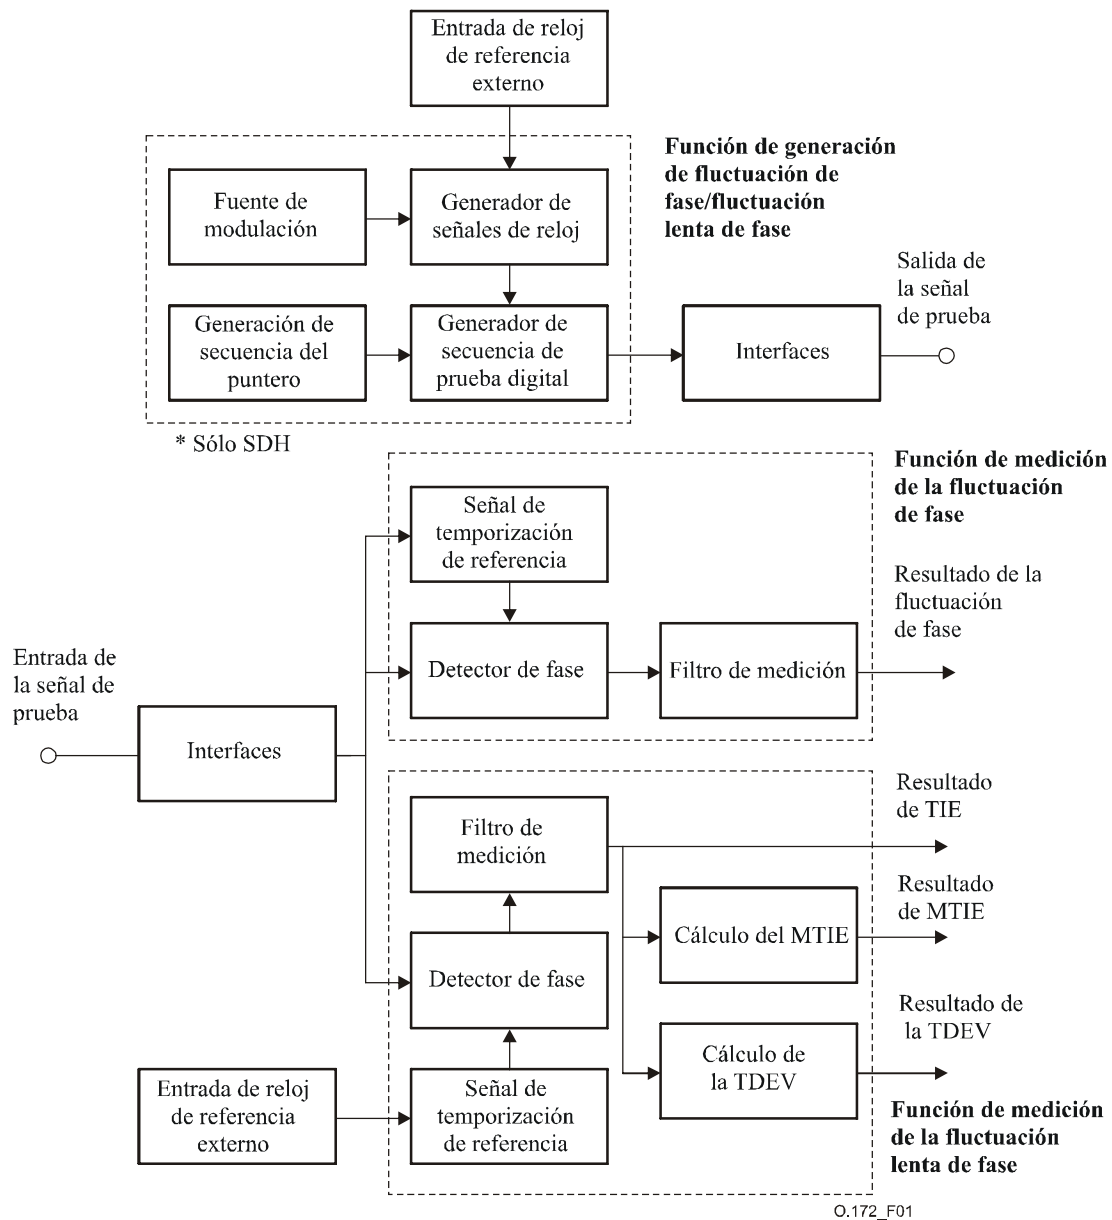 Entrada de reloj
de referencia
externo
Función de generación
de fluctuación de
fase/fluctuación
lenta de fase
Fuente de
modulación
Generador de
señales de reloj
Salida de
la señal
de prueba
Generación de
secuencia del
puntero
Generador de
secuencia de
prueba digital
Interfaces
* Sólo SDH
Función de medición
de la fluctuación
de fase
Señal de
temporización
de referencia
Resultado de la
fluctuación
de fase
Entrada de
la señal de
prueba
Detector de fase
Filtro de medición
Interfaces
Resultado
de TIE
Filtro de
medición
Resultado
de MTIE
Cálculo del MTIE
Detector de fase
Resultado de
la TDEV
Cálculo de
la TDEV
Entrada de reloj
de referencia
externo
Señal de
temporización
de referencia
Función de medición
de la fluctuación
lenta de fase
O.172_F01